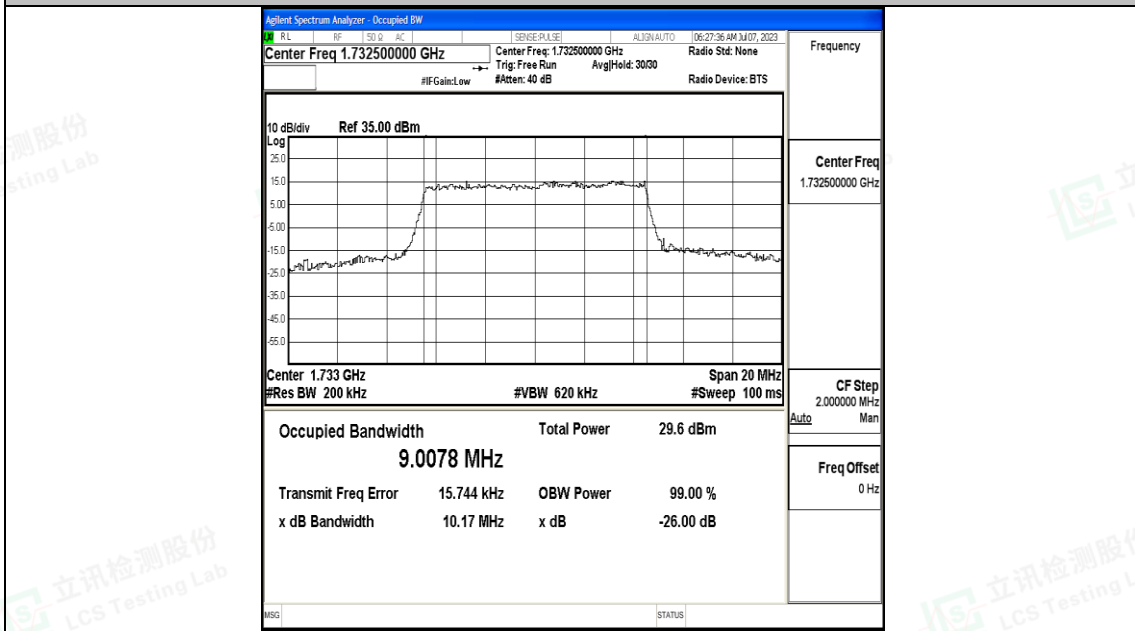 Agilent Spectrum Analyzer - Occupied BW
RL RF 50 Ω AC SENSE:PULSE ALIGN AUTO 06:27:36 AM Jul 07, 2023
Center Freq 1.732500000 GHz
Center Freq: 1.732500000 GHz
Radio Std: None
Trig: Free Run Avg|Hold: 30/30
#IFGain:Low
#Atten: 40 dB
Radio Device: BTS
Frequency
10 dB/div Ref 35.00 dBm
Log
25.0
15.0
5.00
-5.00
-15.0
-25.0
-35.0
-45.0
-55.0
Center Freq
1.732500000 GHz
Center 1.733 GHz
Span 20 MHz
#Res BW 200 kHz
#VBW 620 kHz
#Sweep 100 ms
CF Step
2.000000 MHz
Auto Man
Freq Offset
0 Hz
Occupied Bandwidth
Total Power 29.6 dBm
9.0078 MHz
Transmit Freq Error 15.744 kHz
OBW Power 99.00 %
x dB Bandwidth 10.17 MHz
x dB -26.00 dB
MSG
STATUS
立讯检测股份
LCS Testing Lab